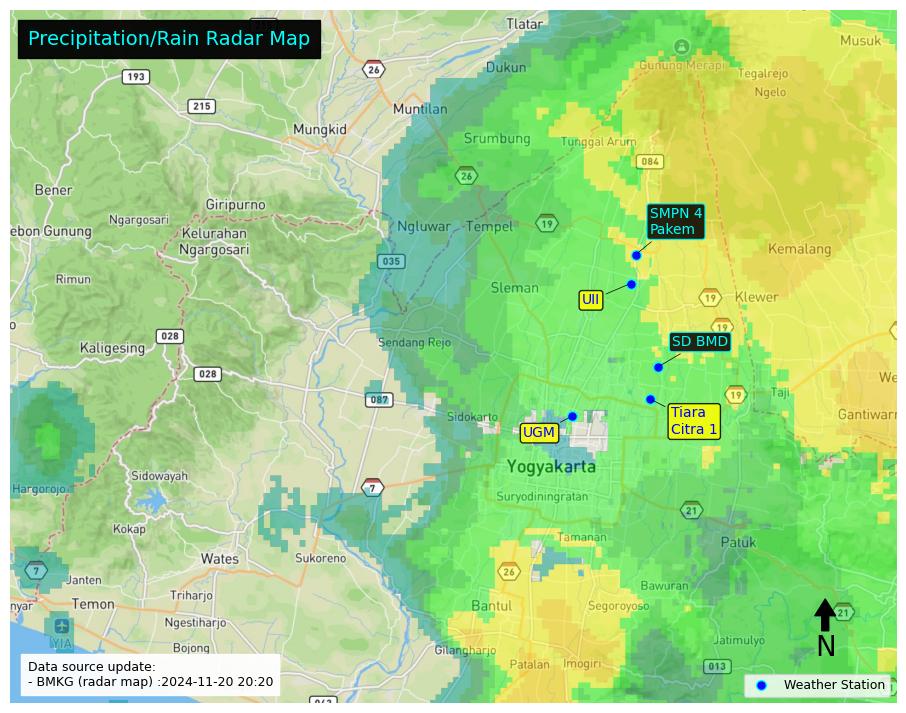 Precipitation/Rain Radar Map
Tlatar
Musuk
26
Dukun
Gunung Merapi
Tegalrejo
193
Ngelo
215
Muntilan
Mungkid
Srumbung
Tunggal Arum
084
26
Bener
Giripurno
SMPN 4
Pakem
Ngargosari
Ngluwar
Tempel
19
ebon Gunung
Kelurahan
Ngargosari
Kemalang
035
Rimun
Sleman
UII
19
Klewer
19
028
Kaligesing
Sendang Rejo
SD BMD
028
We
087
19
Taji
Sidokarto
Tiara
Citra 1
Gantiwarn
UGM
Yogyakarta
Sidowayah
Hargorojo
7
Suryodiningratan
21
Kokap
Tamanan
Patuk
Wates
Sukoreno
7
Janten
26
Bawuran
Triharjo
nyar
Temon
Bantul
Segoroyoso
21
Ngestiharjo
YIA
Jatimulyo
N
Bojong
Gilangharjo
Patalan
Imogiri
013
Data source update:
- BMKG (radar map) :2024-11-20 20:20
Weather Station